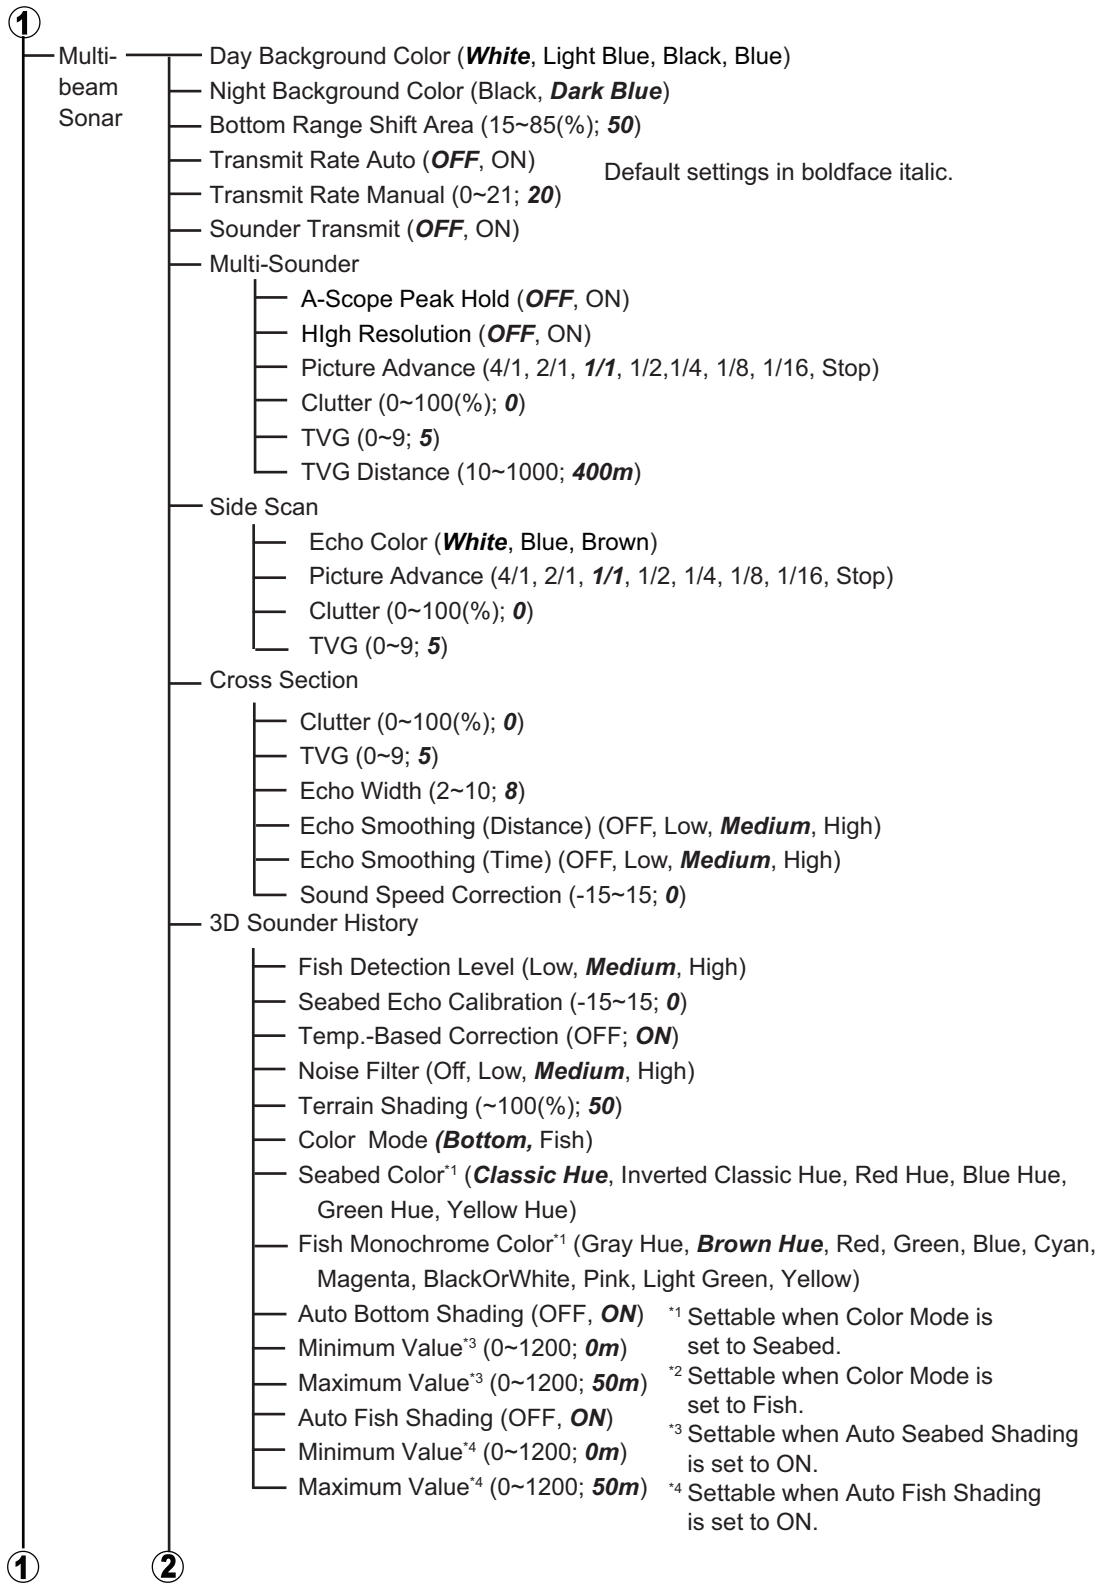 1
Multi-
beam
Sonar
Day Background Color (White, Light Blue, Black, Blue)
Night Background Color (Black, Dark Blue)
Bottom Range Shift Area (15~85(%); 50)
Transmit Rate Auto (OFF, ON)
Default settings in boldface italic.
Transmit Rate Manual (0~21; 20)
Sounder Transmit (OFF, ON)
Multi-Sounder
A-Scope Peak Hold (OFF, ON)
HIgh Resolution (OFF, ON)
Picture Advance (4/1, 2/1, 1/1, 1/2,1/4, 1/8, 1/16, Stop)
Clutter (0~100(%); 0)
TVG (0~9; 5)
TVG Distance (10~1000; 400m)
Side Scan
Echo Color (White, Blue, Brown)
Picture Advance (4/1, 2/1, 1/1, 1/2, 1/4, 1/8, 1/16, Stop)
Clutter (0~100(%); 0)
TVG (0~9; 5)
Cross Section
Clutter (0~100(%); 0)
TVG (0~9; 5)
Echo Width (2~10; 8)
Echo Smoothing (Distance) (OFF, Low, Medium, High)
Echo Smoothing (Time) (OFF, Low, Medium, High)
Sound Speed Correction (-15~15; 0)
3D Sounder History
Fish Detection Level (Low, Medium, High)
Seabed Echo Calibration (-15~15; 0)
Temp.-Based Correction (OFF; ON)
Noise Filter (Off, Low, Medium, High)
Terrain Shading (~100(%); 50)
Color Mode (Bottom, Fish)
Seabed Color*1 (Classic Hue, Inverted Classic Hue, Red Hue, Blue Hue,
Green Hue, Yellow Hue)
Fish Monochrome Color*1 (Gray Hue, Brown Hue, Red, Green, Blue, Cyan,
Magenta, BlackOrWhite, Pink, Light Green, Yellow)
Auto Bottom Shading (OFF, ON)
Minimum Value*3 (0~1200; 0m)
Maximum Value*3 (0~1200; 50m)
Auto Fish Shading (OFF, ON)
Minimum Value*4 (0~1200; 0m)
Maximum Value*4 (0~1200; 50m)
*1 Settable when Color Mode is
set to Seabed.
*2 Settable when Color Mode is
set to Fish.
*3 Settable when Auto Seabed Shading
is set to ON.
*4 Settable when Auto Fish Shading
is set to ON.
1
2